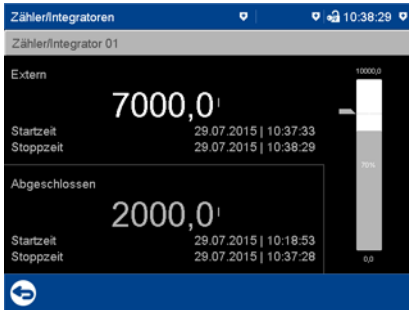 Zähler/Integratoren 10:38:29
Zähler/Integrator 01
Extern
10000,0
7000,0 l
Startzeit 29.07.2015 | 10:37:33
Stoppzeit 29.07.2015 | 10:38:29
70%
Abgeschlossen
2000,0 l
Startzeit 29.07.2015 | 10:18:53
Stoppzeit 29.07.2015 | 10:37:28
0,0